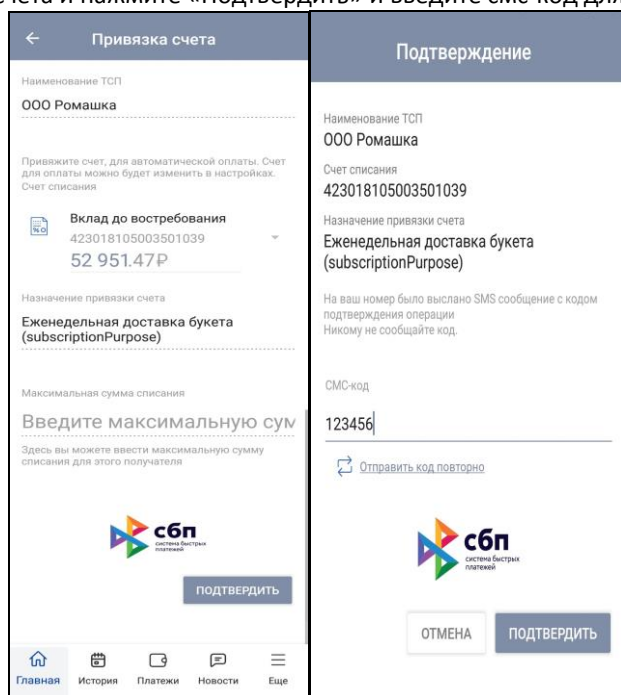 счета и нажмите «Подтвердить» и введите смс-код для
Привязка счета
Наименование ТСП
ООО Ромашка
Привяжите счет, для автоматической оплаты. Счет
для оплаты можно будет изменить в настройках.
Счет списания
Вклад до востребования
423018105003501039
52 951.47₽
Назначение привязки счета
Еженедельная доставка букета
(subscriptionPurpose)
Максимальная сумма списания
Введите максимальную сум
Здесь вы можете ввести максимальную сумму
списания для этого получателя
сбп
система быстрых
платежей
ПОДТВЕРДИТЬ
Главная История Платежи Новости Еще
Подтверждение
Наименование ТСП
ООО Ромашка
Счет списания
423018105003501039
Назначение привязки счета
Еженедельная доставка букета
(subscriptionPurpose)
На ваш номер было выслано SMS сообщение с кодом
подтверждения операции
Никому не сообщайте код.
СМС-код
123456
Отправить код повторно
сбп
система быстрых
платежей
ОТМЕНА ПОДТВЕРДИТЬ